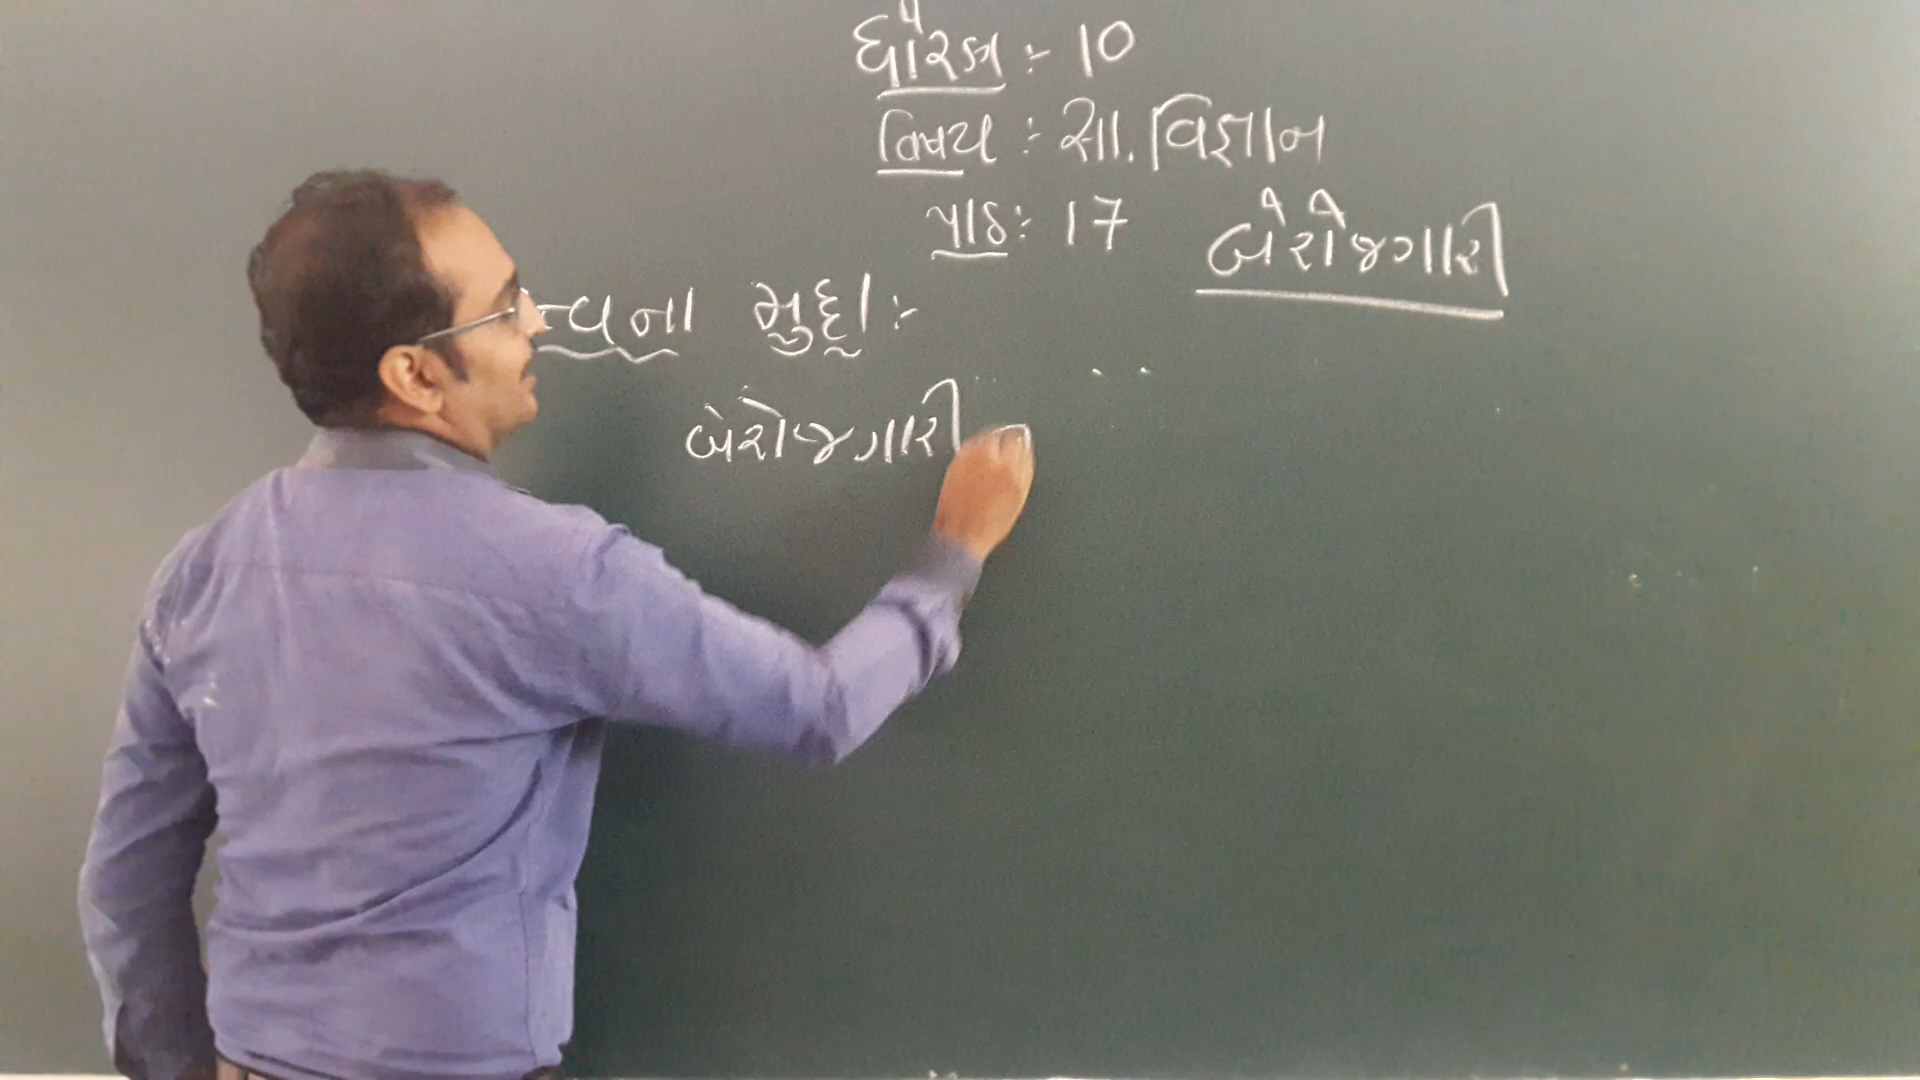 ધોરણ :- 10
વિષય :- સા. વિજ્ઞાન
પાઠ :- 17 બેરોજગારી
ત્વના મુદ્દા :-
બેરોજગારી